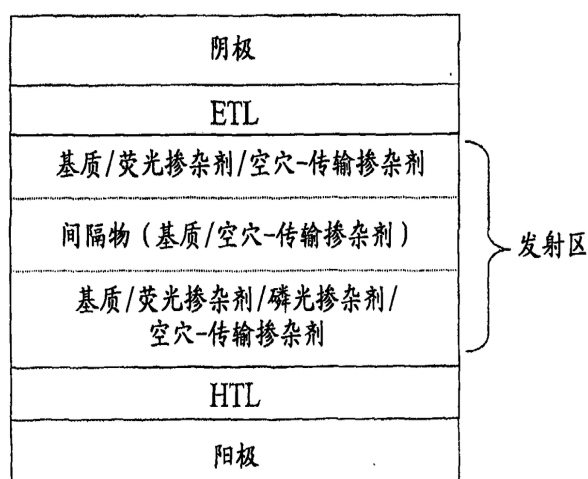 阴极
ETL
基质/荧光掺杂剂/空穴-传输掺杂剂
间隔物（基质/空穴-传输掺杂剂）
发射区
基质/荧光掺杂剂/磷光掺杂剂/
空穴-传输掺杂剂
HTL
阳极